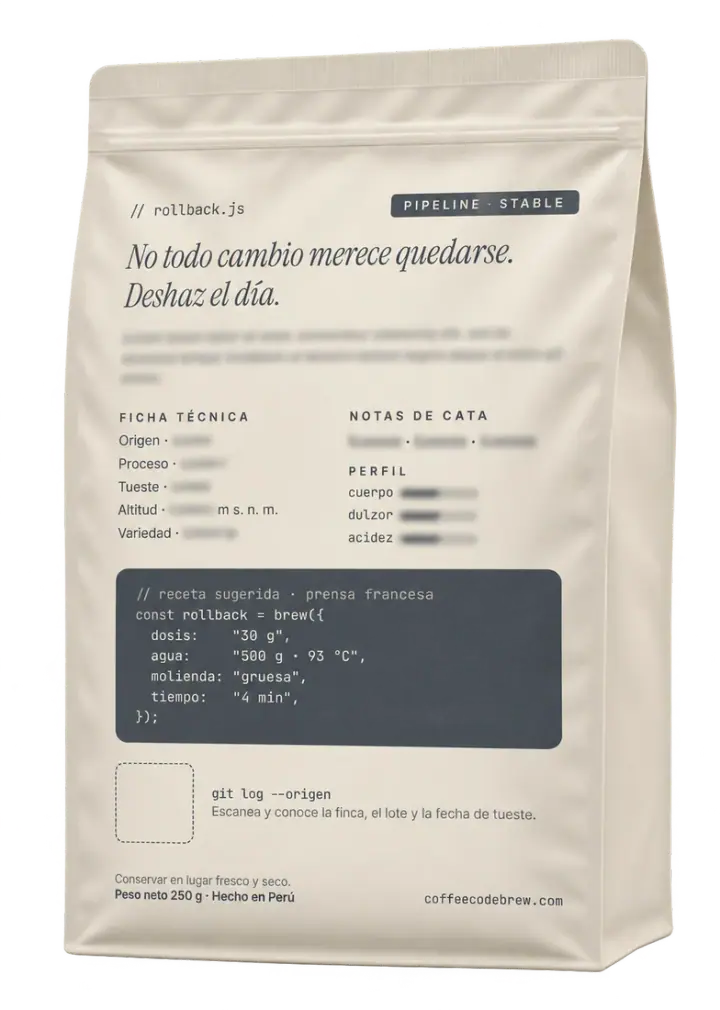 // rollback.js
PIPELINE · STABLE
No todo cambio merece quedarse.
Deshaz el día.
FICHA TÉCNICA
Origen ·
Proceso ·
Tueste ·
Altitud · m s. n. m.
Variedad ·
NOTAS DE CATA
· ·
PERFIL
cuerpo
dulzor
acidez
// receta sugerida · prensa francesa
const rollback = brew({
dosis: "30 g",
agua: "500 g · 93 °C",
molienda: "gruesa",
tiempo: "4 min",
});
git log --origen
Escanea y conoce la finca, el lote y la fecha de tueste.
Conservar en lugar fresco y seco.
Peso neto 250 g · Hecho en Perú
coffeecodebrew.com